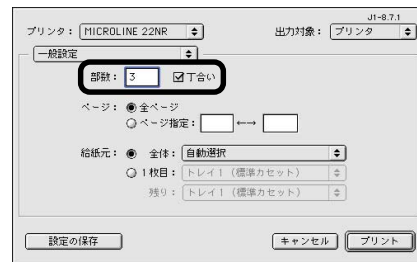 J1-8.7.1
プリンタ： MICROLINE 22NR 出力対象： プリンタ
一般設定
部数： 3 丁合い
ページ： 全ページ
ページ指定： ←→
給紙元： 全体： 自動選択
1 枚目： トレイ1 （標準カセット）
残り： トレイ1 （標準カセット）
設定の保存 キャンセル プリント